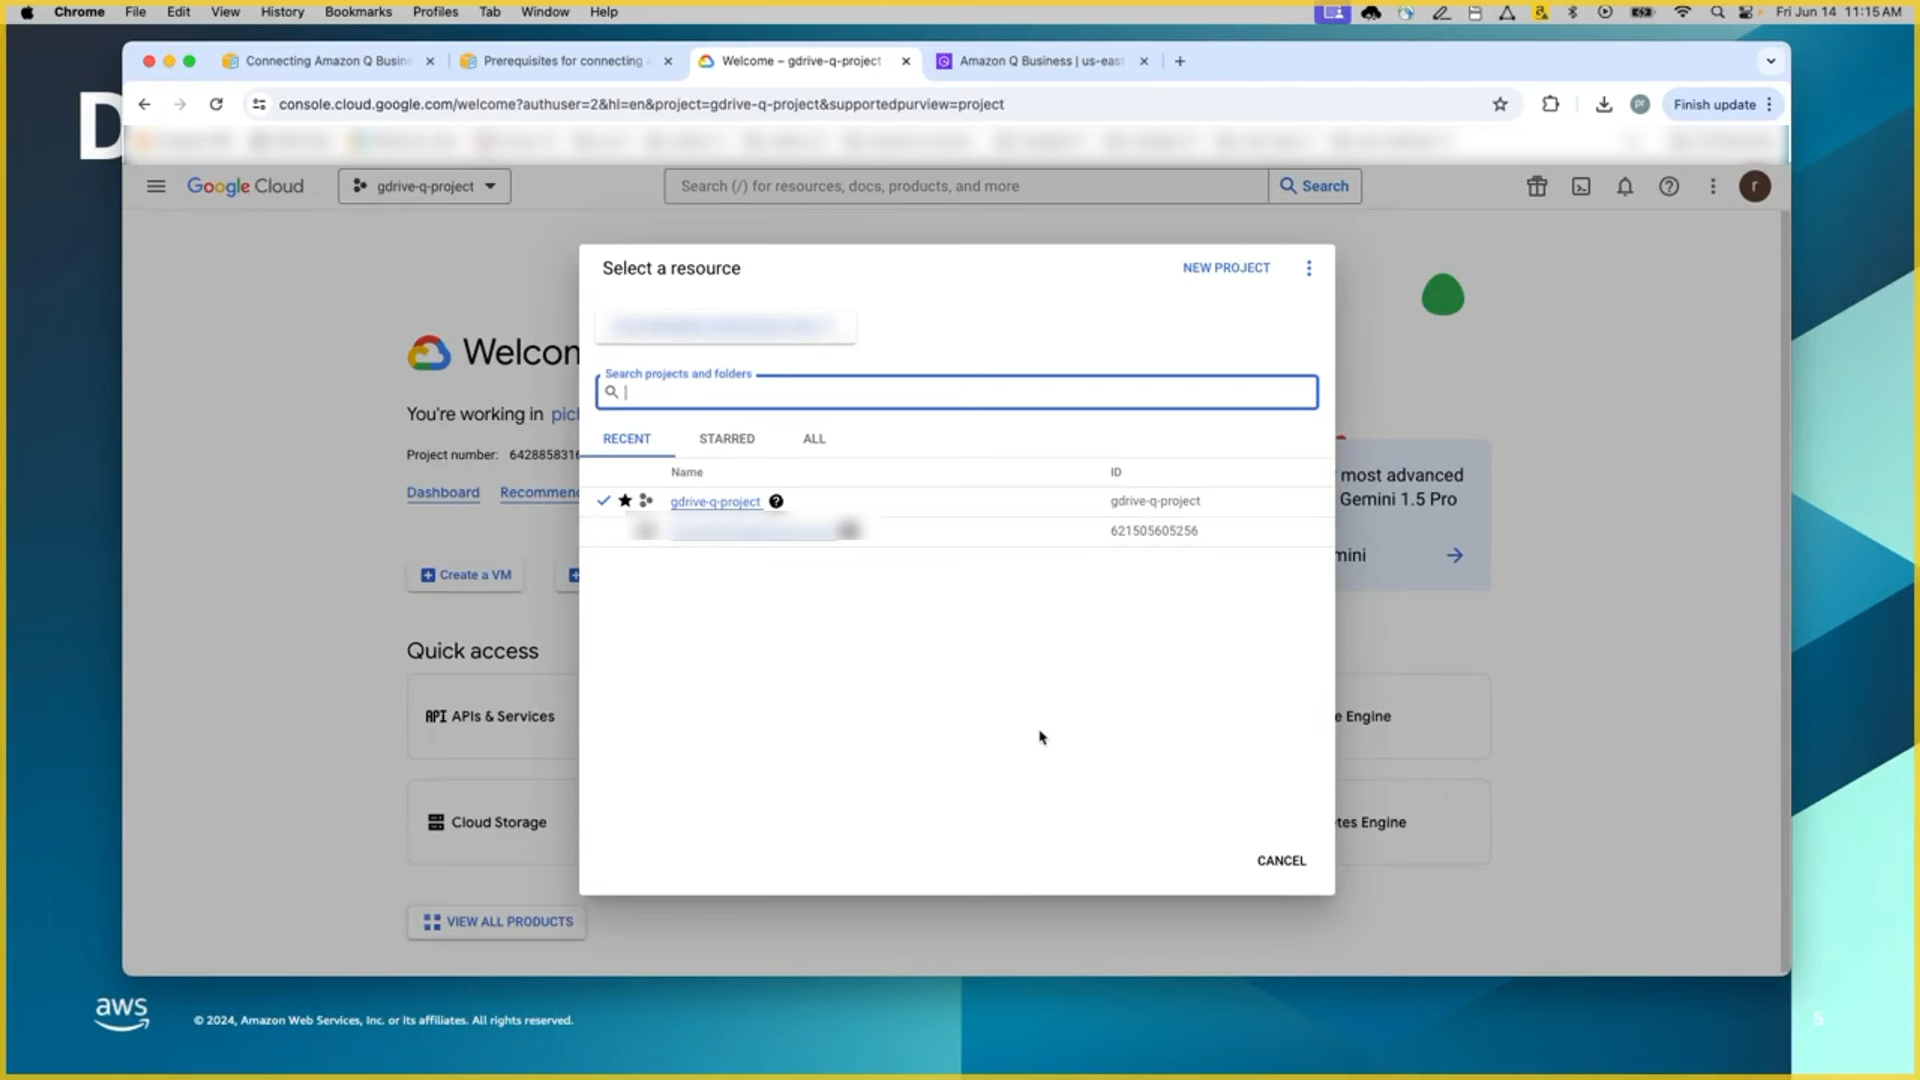 Chrome File Edit View History Bookmarks Profiles Tab Window Help Fri Jun 14 11:15 AM
D
Connecting Amazon Q Busin Prerequisites for connecting Welcome – gdrive-q-project Amazon Q Business | us-east
console.cloud.google.com/welcome?authuser=2&hl=en&project=gdrive-q-project&supportedpurview=project Finish update
Google Cloud gdrive-q-project Search (/) for resources, docs, products, and more Search r
Select a resource NEW PROJECT
Welcon
Search projects and folders
You're working in pich
RECENT STARRED ALL
Project number: 6428858316
Name ID
most advanced
Dashboard Recommend
gdrive-q-project gdrive-q-project
Gemini 1.5 Pro
621505605256
mini
Create a VM
Quick access
API APIs & Services
e Engine
Cloud Storage
tes Engine
CANCEL
VIEW ALL PRODUCTS
aws
© 2024, Amazon Web Services, Inc. or its affiliates. All rights reserved.
5